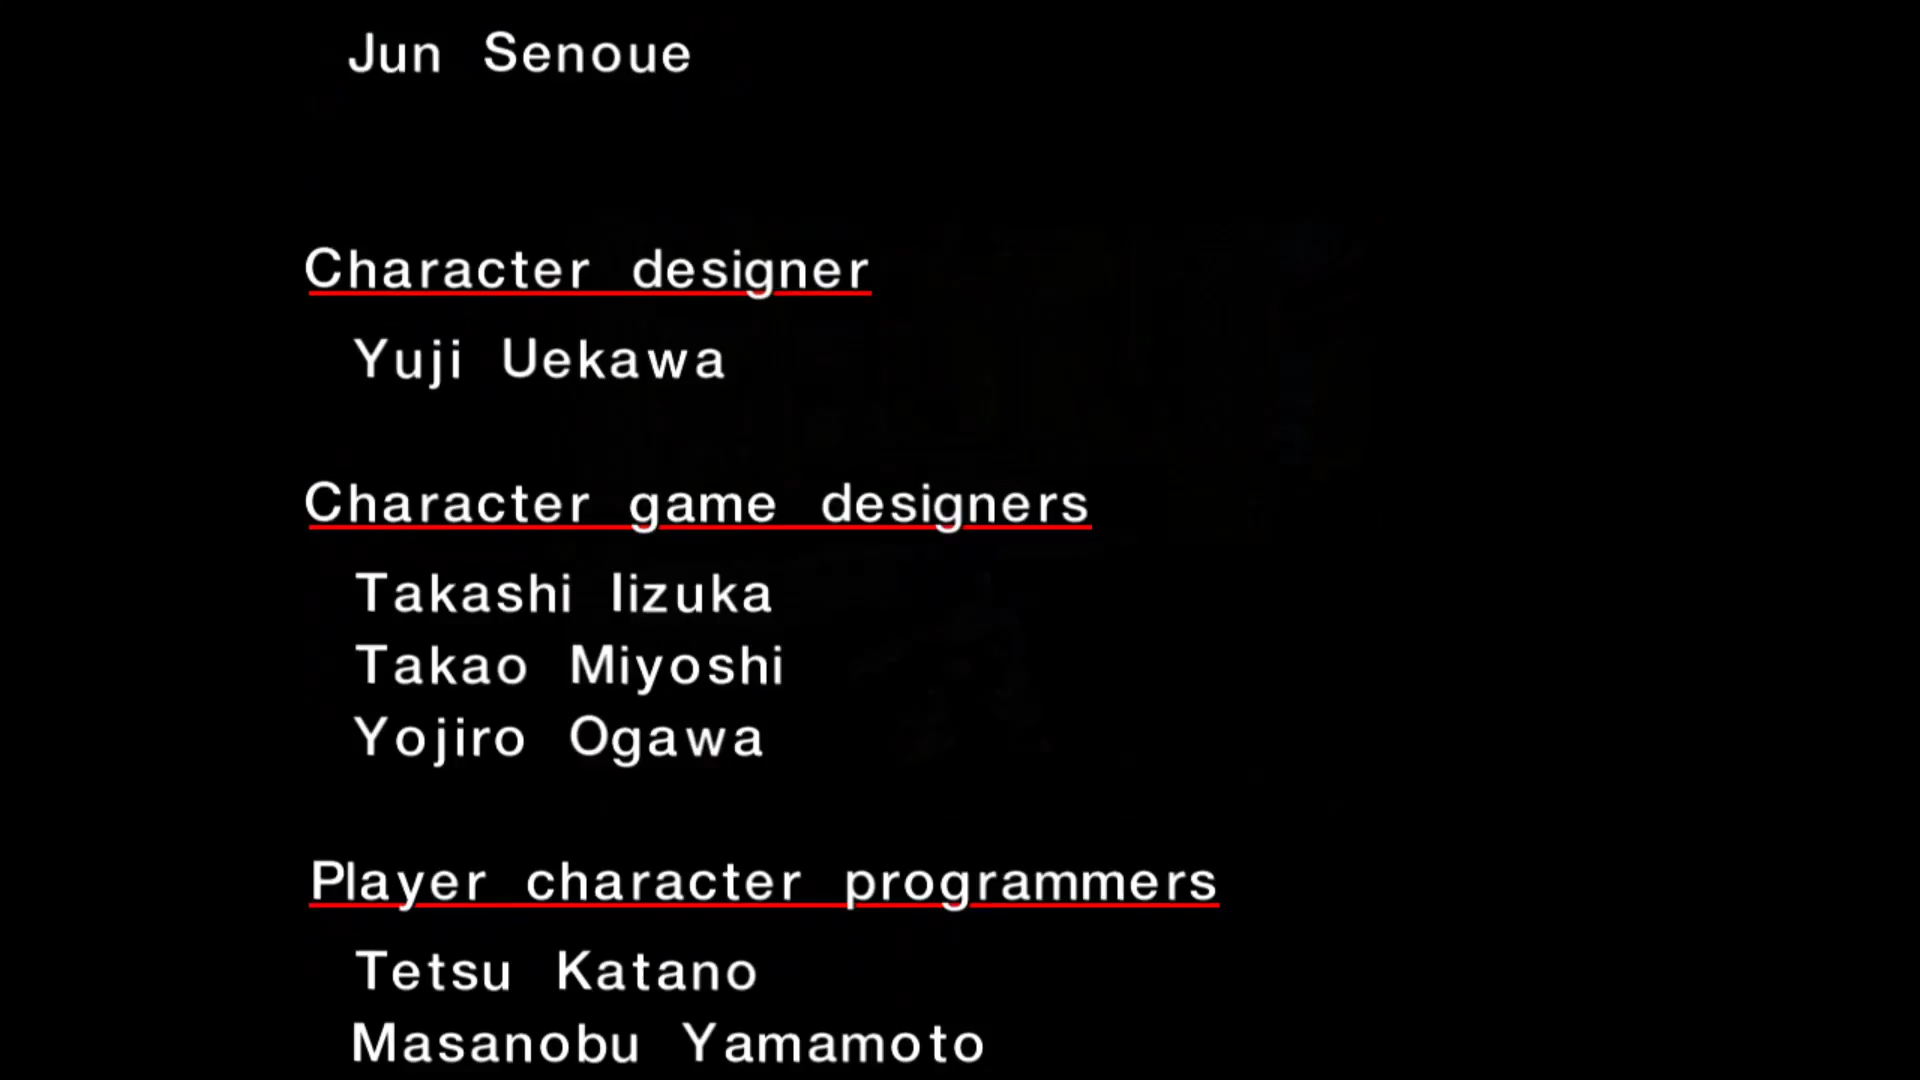 Jun Senoue
Character designer
Yuji Uekawa
Character game designers
Takashi Iizuka
Takao Miyoshi
Yojiro Ogawa
Player character programmers
Tetsu Katano
Masanobu Yamamoto